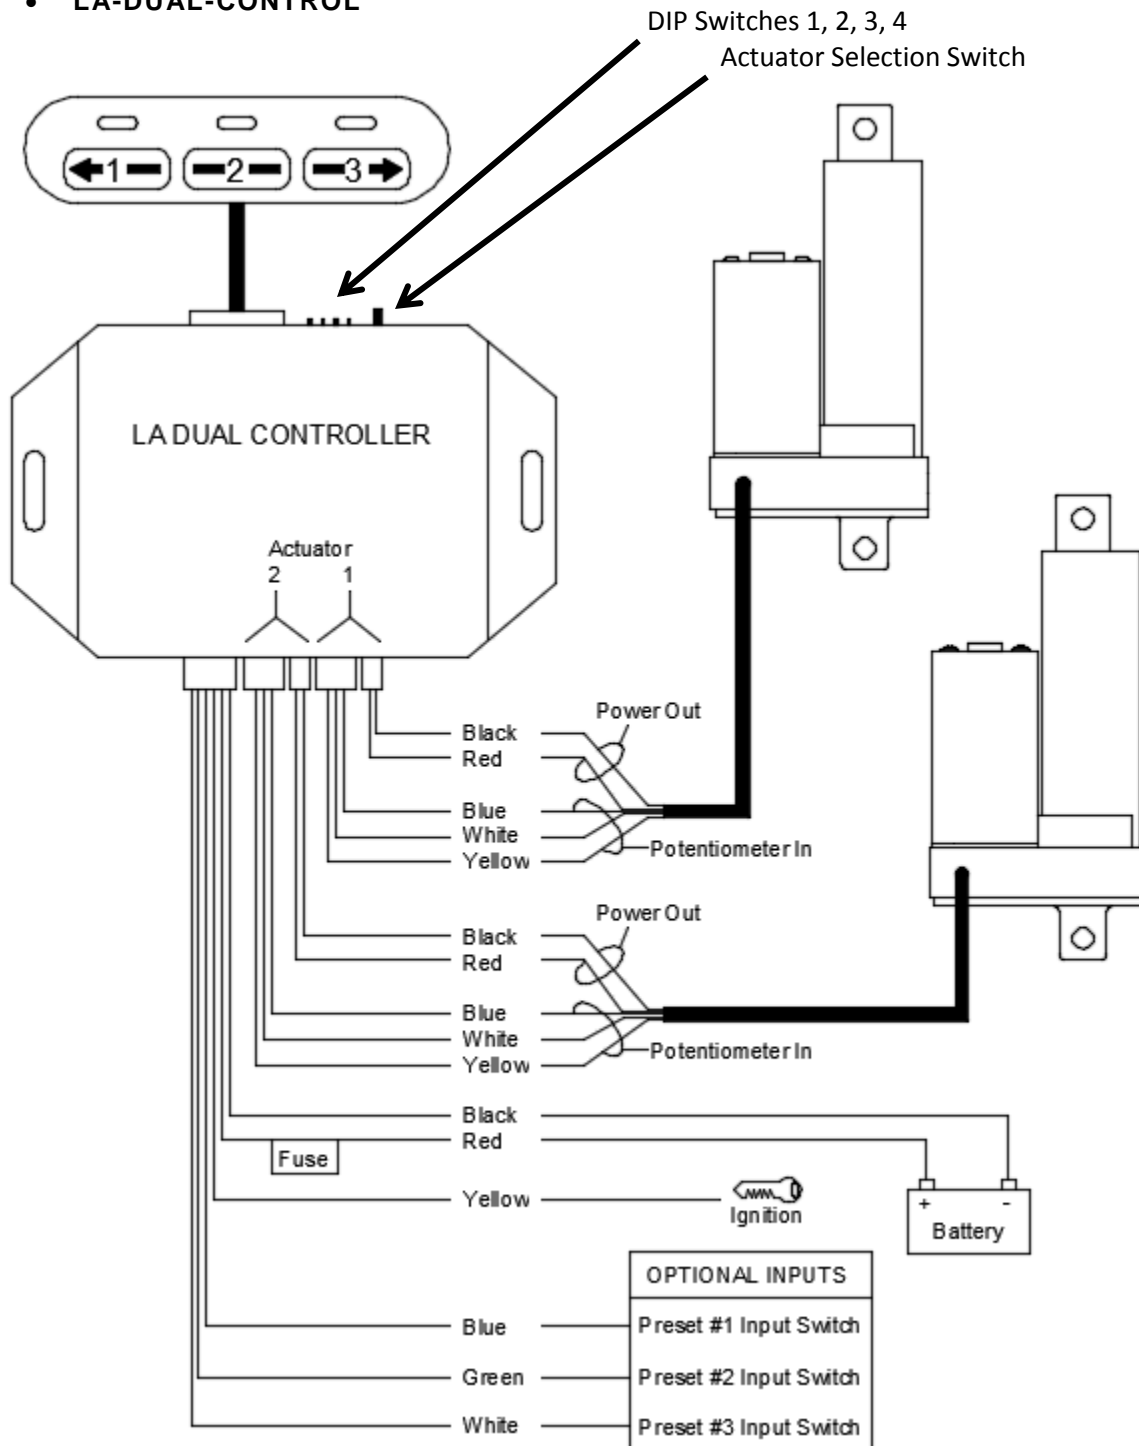 • LA-DUAL-CONTROL
DIP Switches 1, 2, 3, 4
Actuator Selection Switch
1
2
3
LA DUAL CONTROLLER
Actuator
2 1
Power Out
Black
Red
Blue
White
Yellow
Potentiometer In
Power Out
Black
Red
Blue
White
Yellow
Potentiometer In
Black
Red
Fuse
Yellow
Ignition
+ -
Battery
OPTIONAL INPUTS
Blue
Preset #1 Input Switch
Green
Preset #2 Input Switch
White
Preset #3 Input Switch